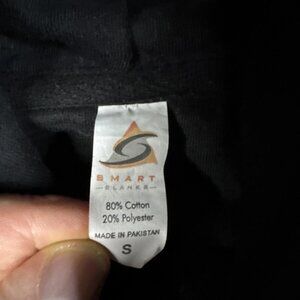 SMART
BLANKS
80% Cotton
20% Polyester
MADE IN PAKISTAN
S